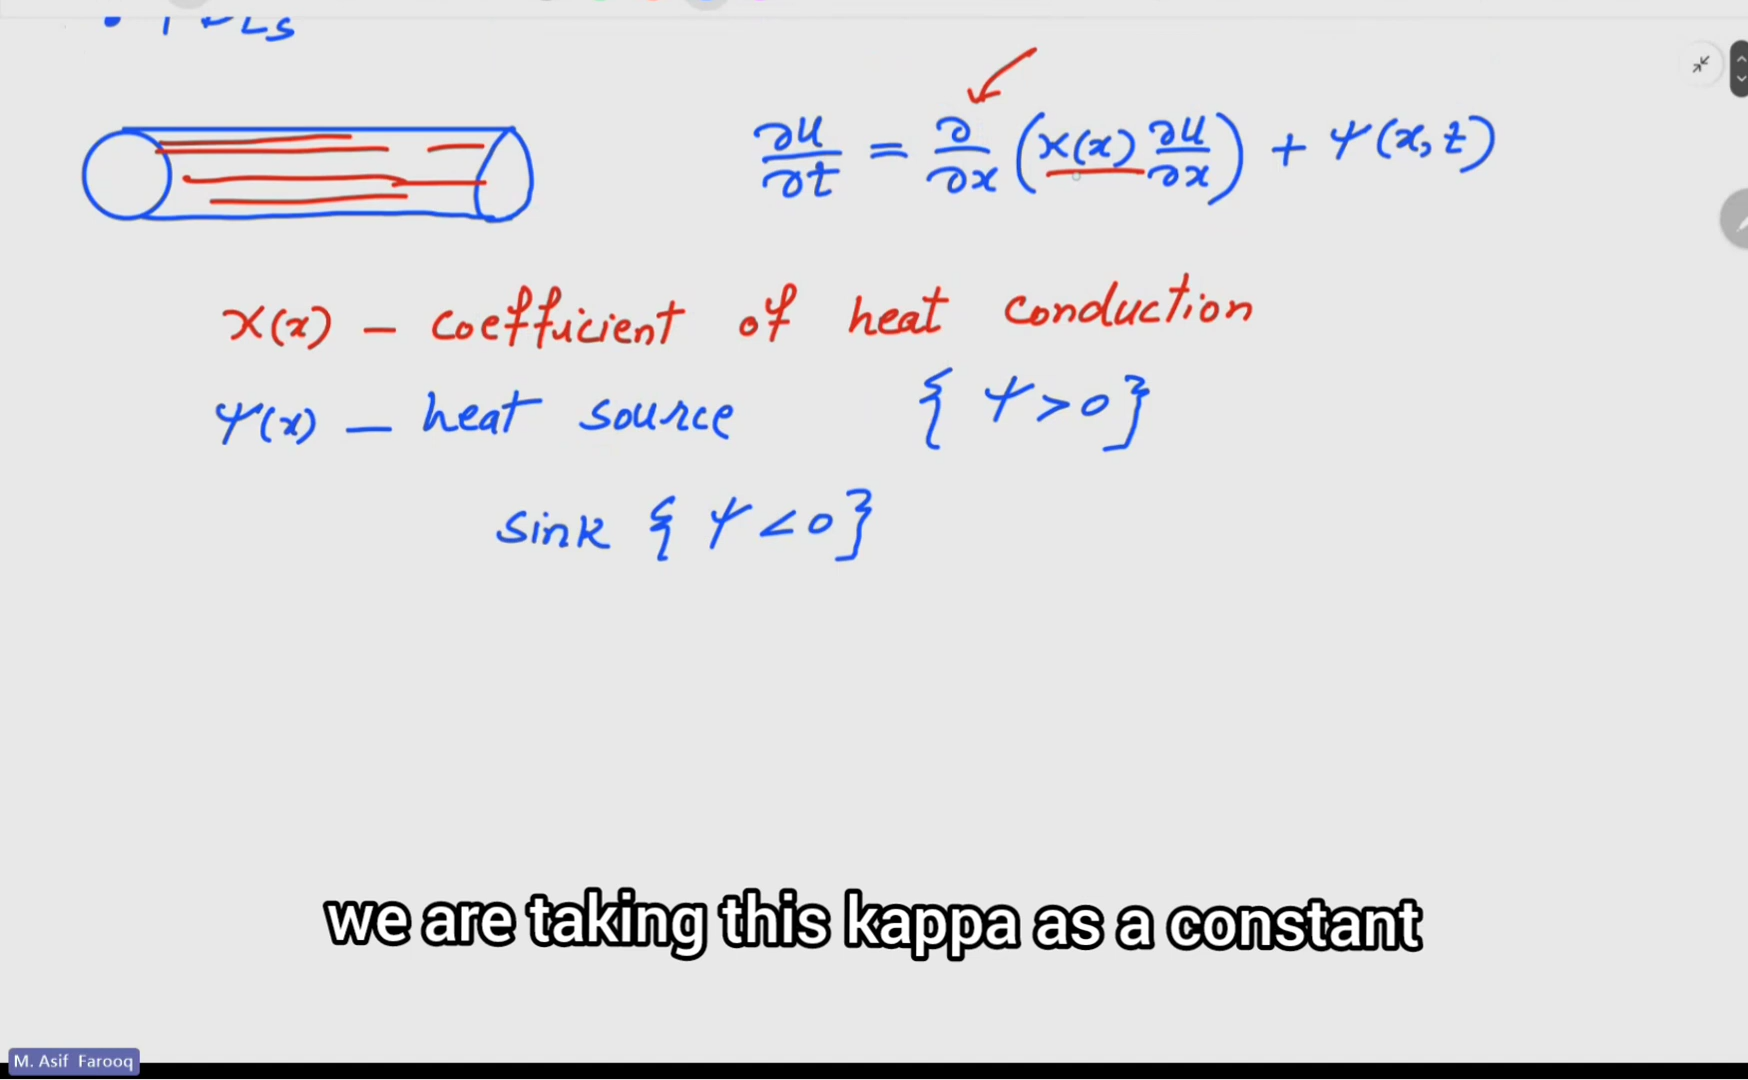 ∂u/∂t = ∂/∂x (κ(x) ∂u/∂x) + ψ(x, t)
κ(x) – coefficient of heat conduction
ψ(x) – heat source { ψ > 0 }
sink { ψ < 0 }
we are taking this kappa as a constant
M. Asif Farooq